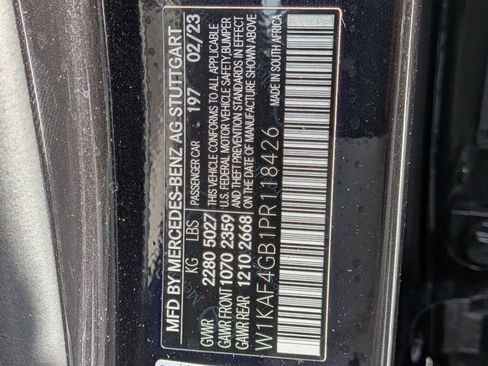 MFD BY MERCEDES-BENZ AG STUTTGART
PASSENGER CAR 197 02/23
KG LBS
GVWR 2280 5027
GAWR FRONT 1070 2359
GAWR REAR 1210 2668
THIS VEHICLE CONFORMS TO ALL APPLICABLE
U.S. FEDERAL MOTOR VEHICLE SAFETY/BUMPER
AND THEFT PREVENTION STANDARDS IN EFFECT
ON THE DATE OF MANUFACTURE SHOWN ABOVE
W1KAF4GB1PR118426
MADE IN SOUTH AFRICA